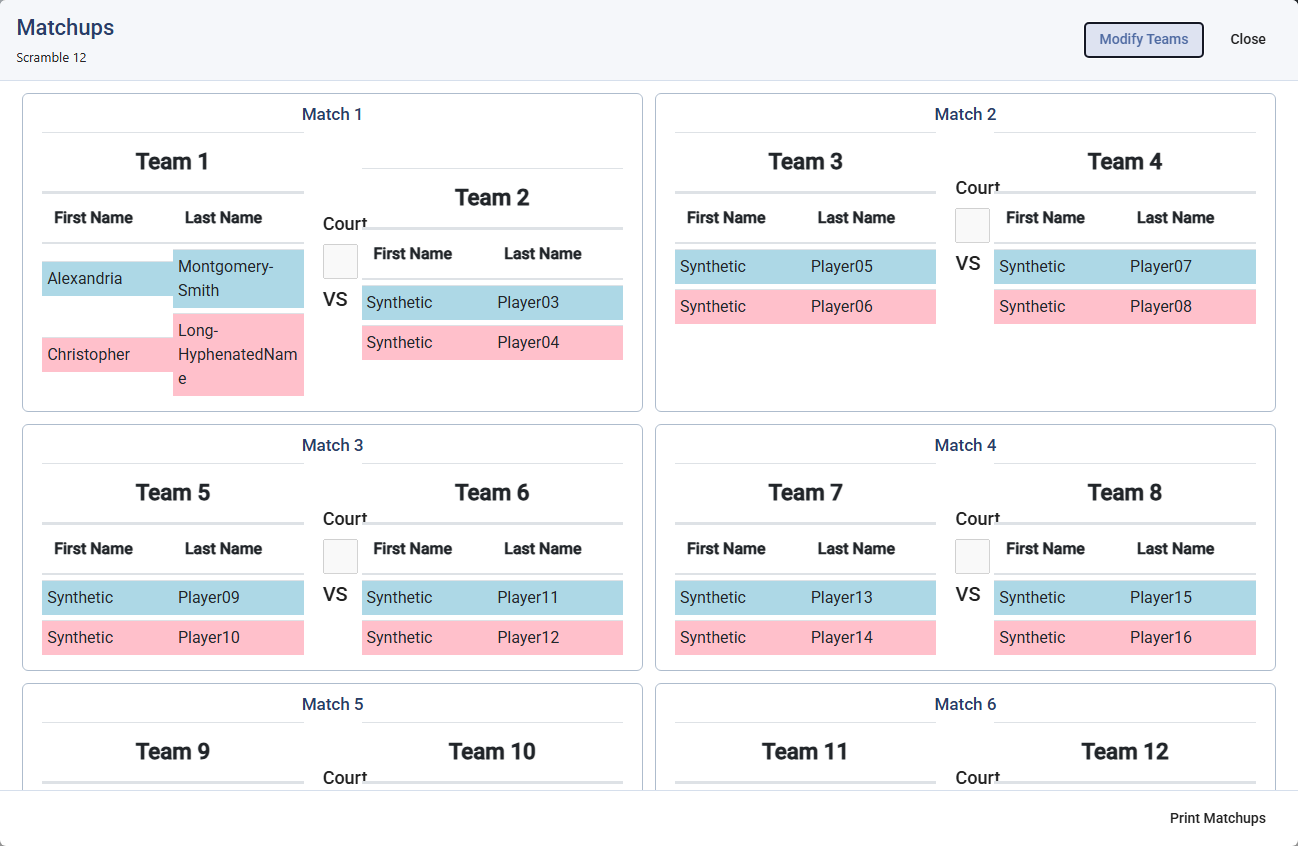 Matchups
Scramble 12
Modify Teams
Close
Match 1
Team 1
First Name Last Name
Alexandria Montgomery-
Smith
Christopher Long-
HyphenatedNam
e
Court
VS
Team 2
First Name Last Name
Synthetic Player03
Synthetic Player04
Match 2
Team 3
First Name Last Name
Synthetic Player05
Synthetic Player06
Court
VS
Team 4
First Name Last Name
Synthetic Player07
Synthetic Player08
Match 3
Team 5
First Name Last Name
Synthetic Player09
Synthetic Player10
Court
VS
Team 6
First Name Last Name
Synthetic Player11
Synthetic Player12
Match 4
Team 7
First Name Last Name
Synthetic Player13
Synthetic Player14
Court
VS
Team 8
First Name Last Name
Synthetic Player15
Synthetic Player16
Match 5
Team 9
Court
Team 10
Match 6
Team 11
Court
Team 12
Print Matchups